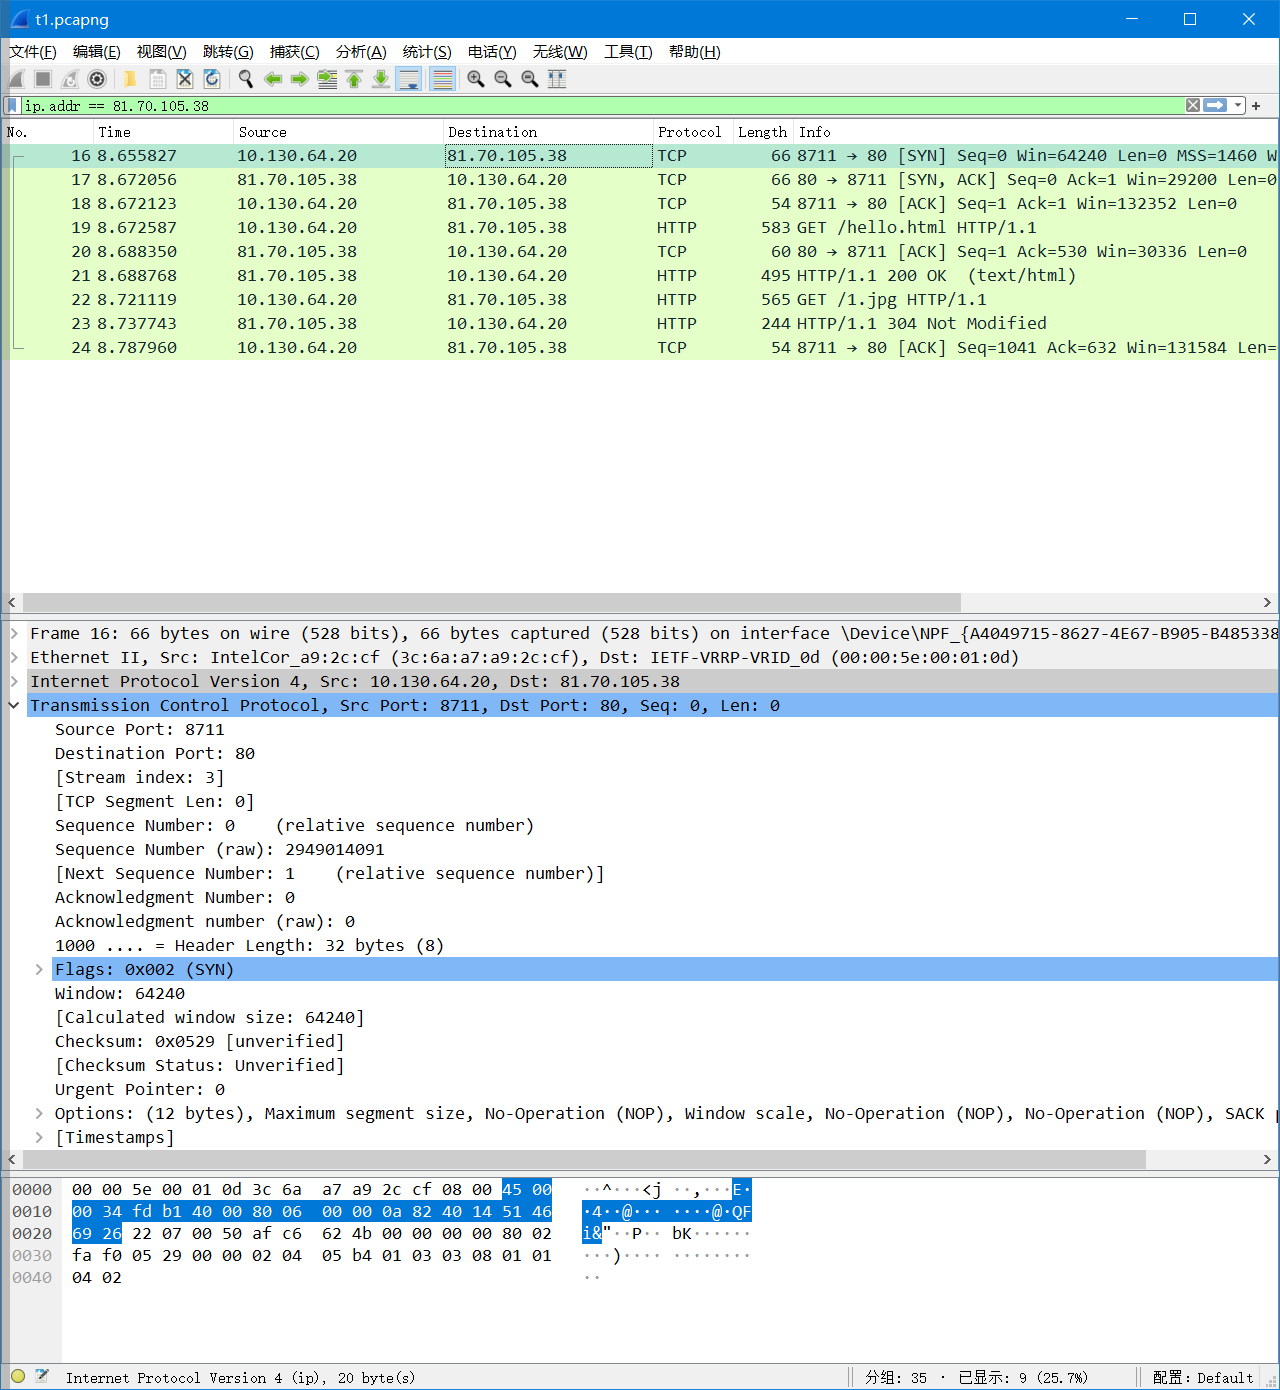 t1.pcapng
文件(F) 编辑(E) 视图(V) 跳转(G) 捕获(C) 分析(A) 统计(S) 电话(Y) 无线(W) 工具(T) 帮助(H)
ip.addr == 81.70.105.38
No. Time Source Destination Protocol Length Info
16 8.655827 10.130.64.20 81.70.105.38 TCP 66 8711 → 80 [SYN] Seq=0 Win=64240 Len=0 MSS=1460 W
17 8.672056 81.70.105.38 10.130.64.20 TCP 66 80 → 8711 [SYN, ACK] Seq=0 Ack=1 Win=29200 Len=0
18 8.672123 10.130.64.20 81.70.105.38 TCP 54 8711 → 80 [ACK] Seq=1 Ack=1 Win=132352 Len=0
19 8.672587 10.130.64.20 81.70.105.38 HTTP 583 GET /hello.html HTTP/1.1
20 8.688350 81.70.105.38 10.130.64.20 TCP 60 80 → 8711 [ACK] Seq=1 Ack=530 Win=30336 Len=0
21 8.688768 81.70.105.38 10.130.64.20 HTTP 495 HTTP/1.1 200 OK  (text/html)
22 8.721119 10.130.64.20 81.70.105.38 HTTP 565 GET /1.jpg HTTP/1.1
23 8.737743 81.70.105.38 10.130.64.20 HTTP 244 HTTP/1.1 304 Not Modified
24 8.787960 10.130.64.20 81.70.105.38 TCP 54 8711 → 80 [ACK] Seq=1041 Ack=632 Win=131584 Len=
Frame 16: 66 bytes on wire (528 bits), 66 bytes captured (528 bits) on interface \Device\NPF_{A4049715-8627-4E67-B905-B485338
Ethernet II, Src: IntelCor_a9:2c:cf (3c:6a:a7:a9:2c:cf), Dst: IETF-VRRP-VRID_0d (00:00:5e:00:01:0d)
Internet Protocol Version 4, Src: 10.130.64.20, Dst: 81.70.105.38
Transmission Control Protocol, Src Port: 8711, Dst Port: 80, Seq: 0, Len: 0
Source Port: 8711
Destination Port: 80
[Stream index: 3]
[TCP Segment Len: 0]
Sequence Number: 0    (relative sequence number)
Sequence Number (raw): 2949014091
[Next Sequence Number: 1    (relative sequence number)]
Acknowledgment Number: 0
Acknowledgment number (raw): 0
1000 .... = Header Length: 32 bytes (8)
Flags: 0x002 (SYN)
Window: 64240
[Calculated window size: 64240]
Checksum: 0x0529 [unverified]
[Checksum Status: Unverified]
Urgent Pointer: 0
Options: (12 bytes), Maximum segment size, No-Operation (NOP), Window scale, No-Operation (NOP), No-Operation (NOP), SACK p
[Timestamps]
0000 00 00 5e 00 01 0d 3c 6a a7 a9 2c cf 08 00 45 00 ··^···<j ··,···E·
0010 00 34 fd b1 40 00 80 06 00 00 0a 82 40 14 51 46 ·4··@··· ····@·QF
0020 69 26 22 07 00 50 af c6 62 4b 00 00 00 00 80 02 i&"··P·· bK······
0030 fa f0 05 29 00 00 02 04 05 b4 01 03 03 08 01 01 ···)···· ········
0040 04 02 ··
Internet Protocol Version 4 (ip), 20 byte(s) 分组: 35 · 已显示: 9 (25.7%) 配置: Default